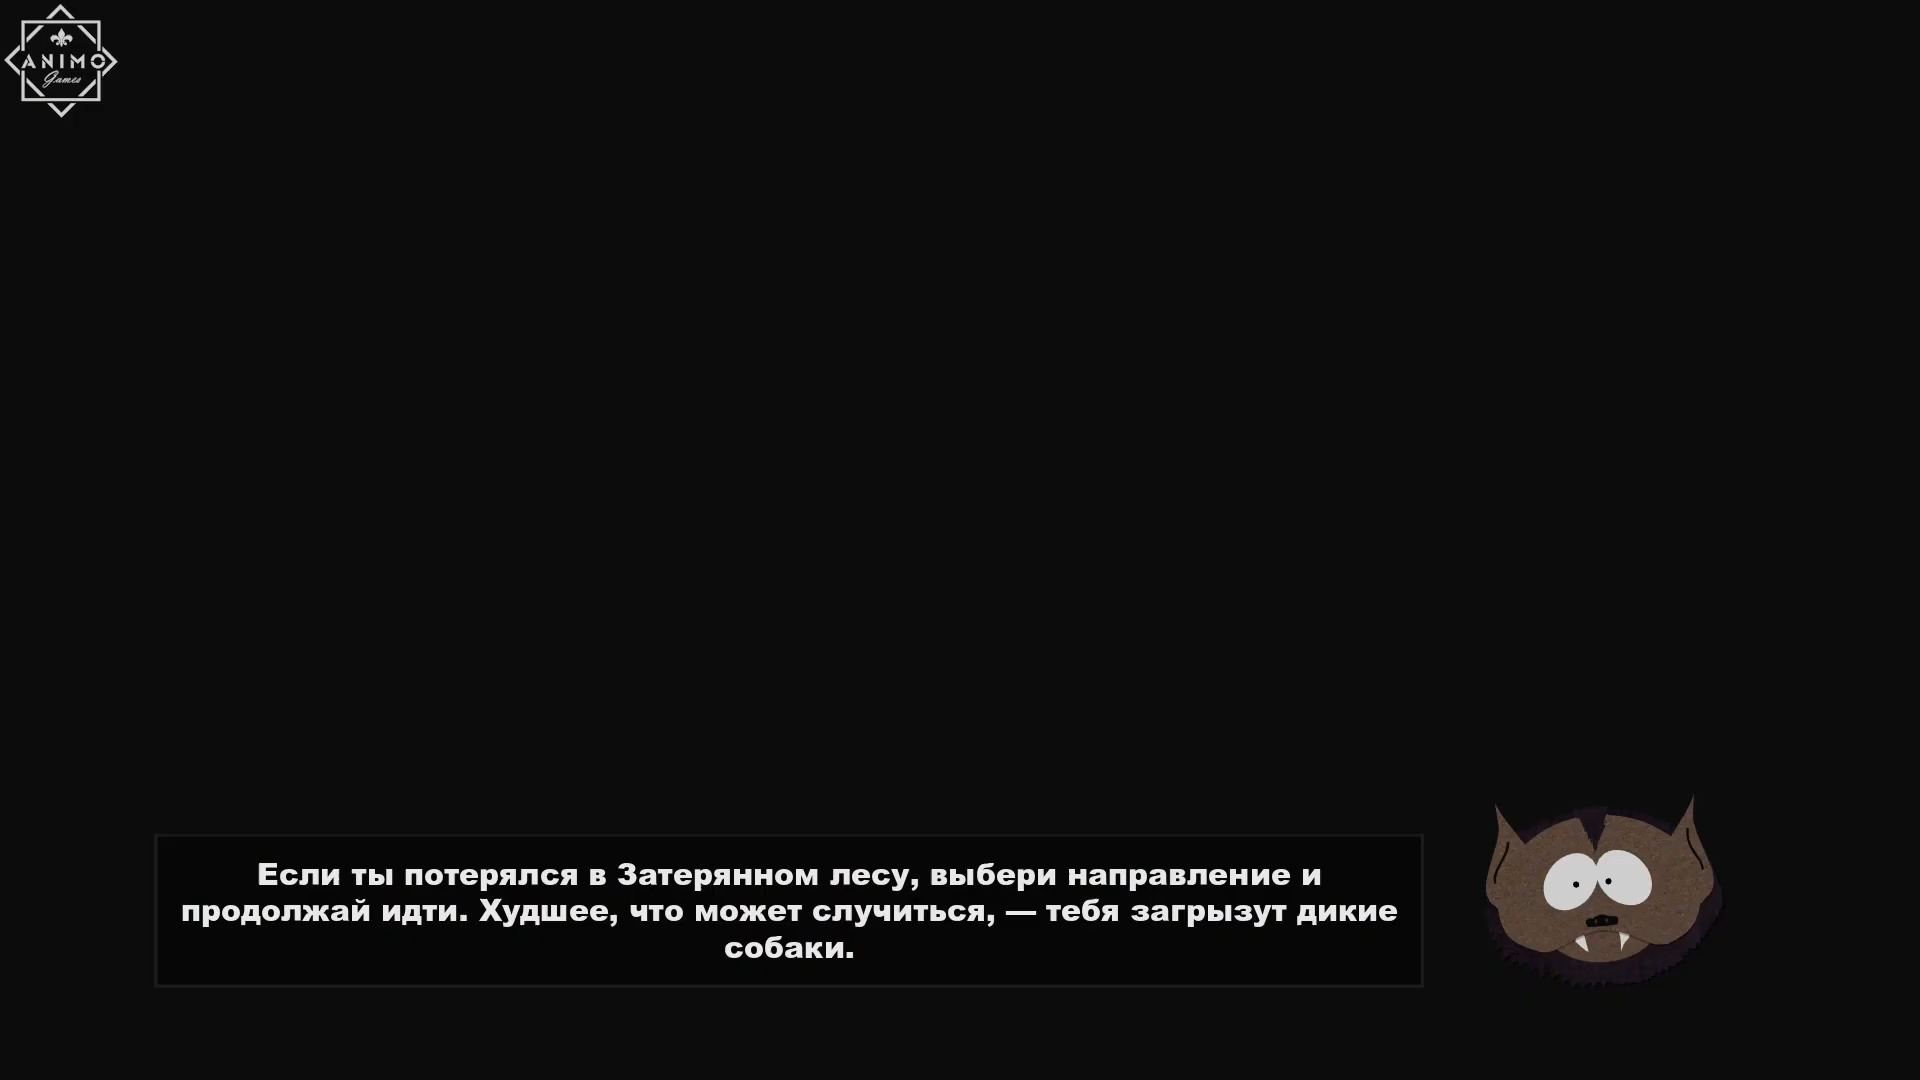 ANIMO
Games
Если ты потерялся в Затерянном лесу, выбери направление и
продолжай идти. Худшее, что может случиться, — тебя загрызут дикие
собаки.